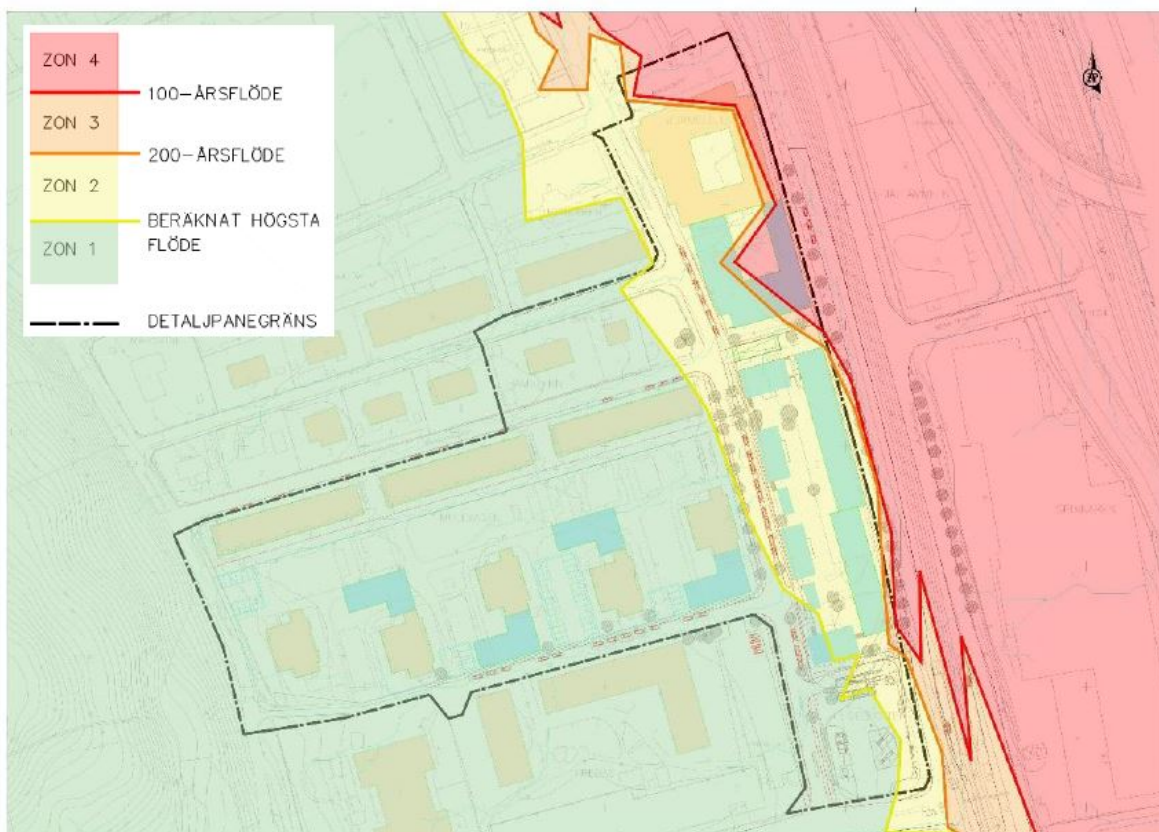 ZON 4
100-ÅRSFLÖDE
ZON 3
200-ÅRSFLÖDE
ZON 2
BERÄKNAT HÖGSTA
FLÖDE
ZON 1
DETALJPANEGRÄNS